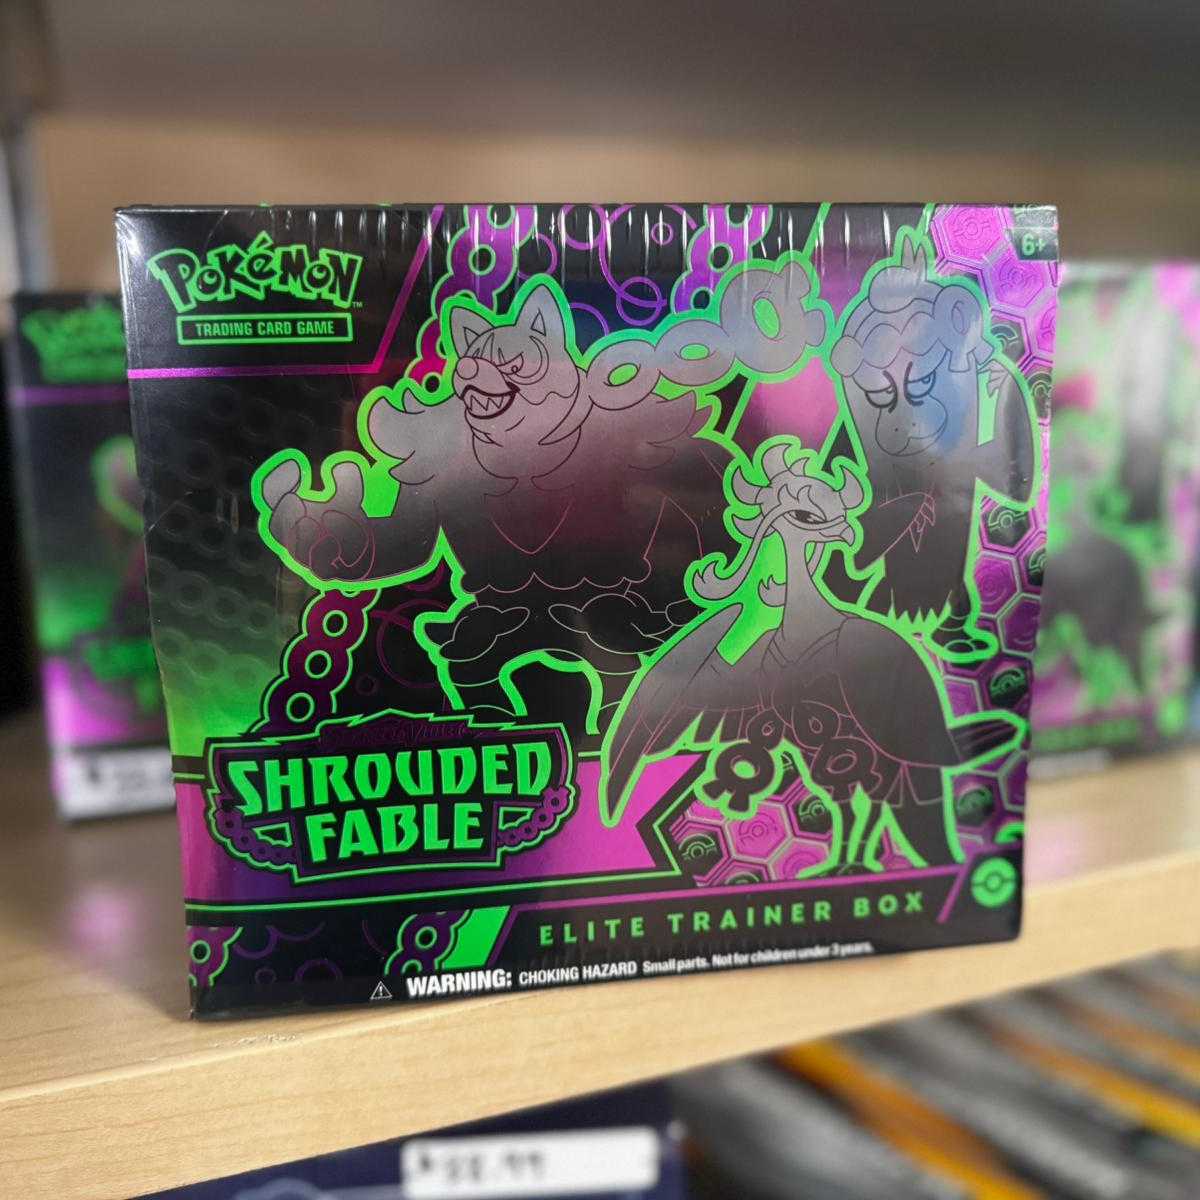 POKéMON™
TRADING CARD GAME
6+
SHROUDED
FABLE
ELITE TRAINER BOX
WARNING: CHOKING HAZARD Small parts. Not for children under 3 years.